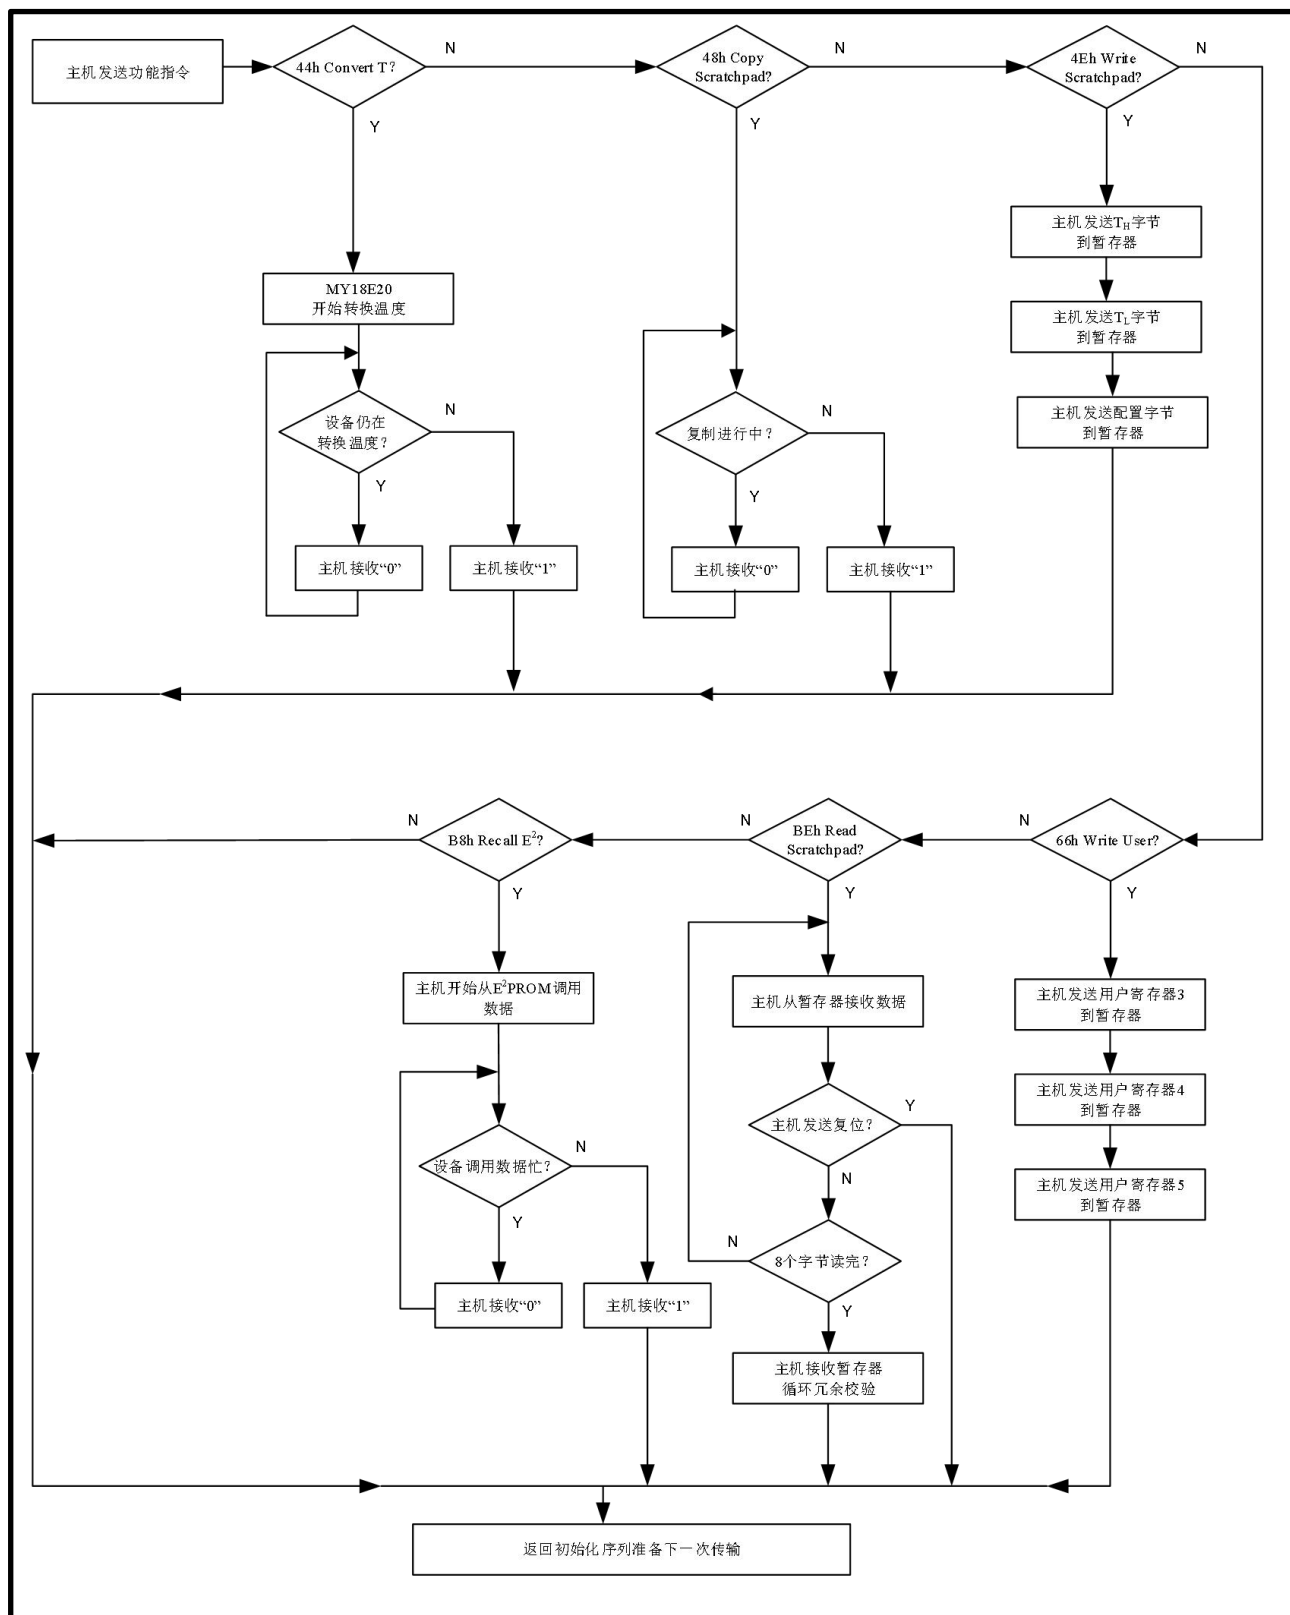 主机发送功能指令
44h Convert T?
N
48h Copy
Scratchpad?
N
4Eh Write
Scratchpad?
N
Y
Y
Y
主机发送T_H字节
到暂存器
MY18E20
开始转换温度
主机发送T_L字节
到暂存器
主机发送配置字节
到暂存器
设备仍在
转换温度?
N
Y
复制进行中?
N
Y
主机接收“0”
主机接收“1”
主机接收“0”
主机接收“1”
N
B8h Recall E²?
N
BEh Read
Scratchpad?
N
66h Write User?
Y
Y
Y
主机开始从E²PROM调用
数据
主机从暂存器接收数据
主机发送用户寄存器3
到暂存器
主机发送用户寄存器4
到暂存器
主机发送复位?
Y
N
设备调用数据忙?
N
Y
主机发送用户寄存器5
到暂存器
N
8个字节读完?
Y
主机接收“0”
主机接收“1”
主机接收暂存器
循环冗余校验
返回初始化序列准备下一次传输